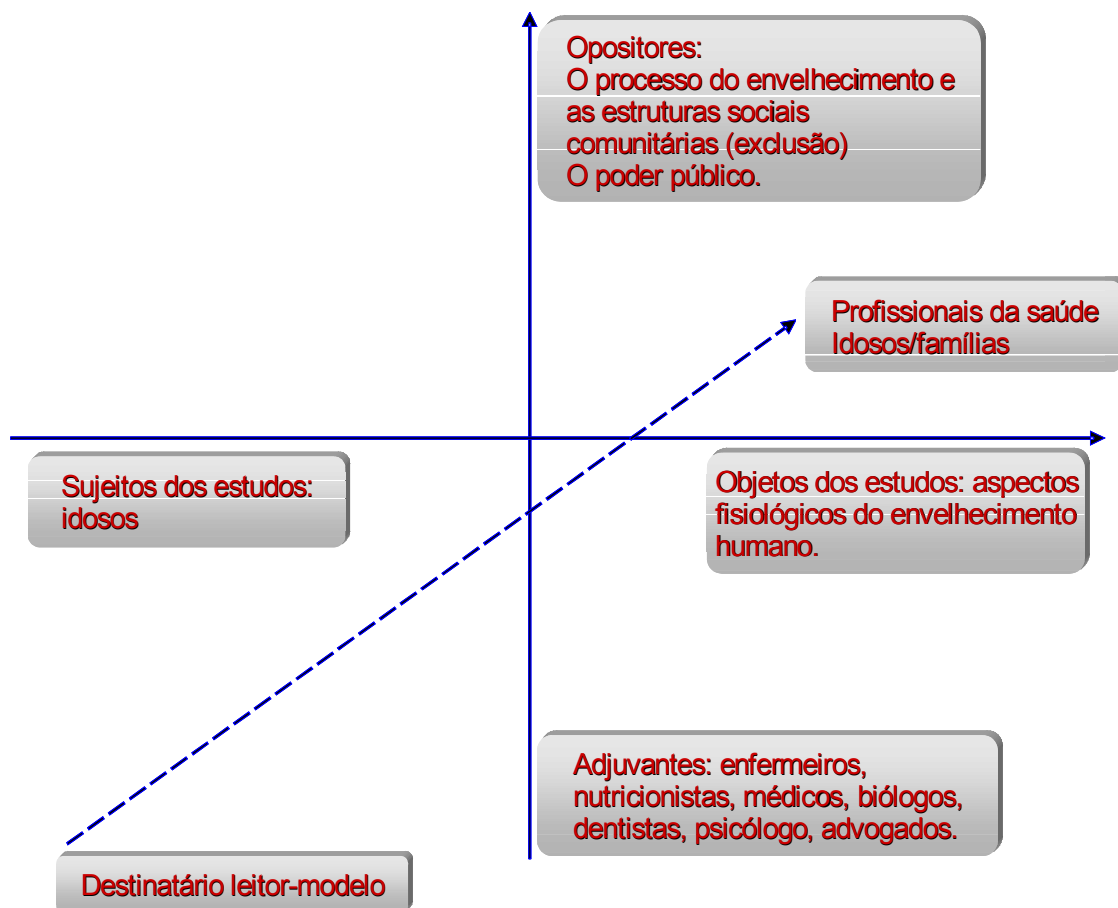 Opositores:
O processo do envelhecimento e
as estruturas sociais
comunitárias (exclusão)
O poder público.
Profissionais da saúde
Idosos/famílias
Sujeitos dos estudos:
idosos
Objetos dos estudos: aspectos
fisiológicos do envelhecimento
humano.
Adjuvantes: enfermeiros,
nutricionistas, médicos, biólogos,
dentistas, psicólogo, advogados.
Destinatário leitor-modelo